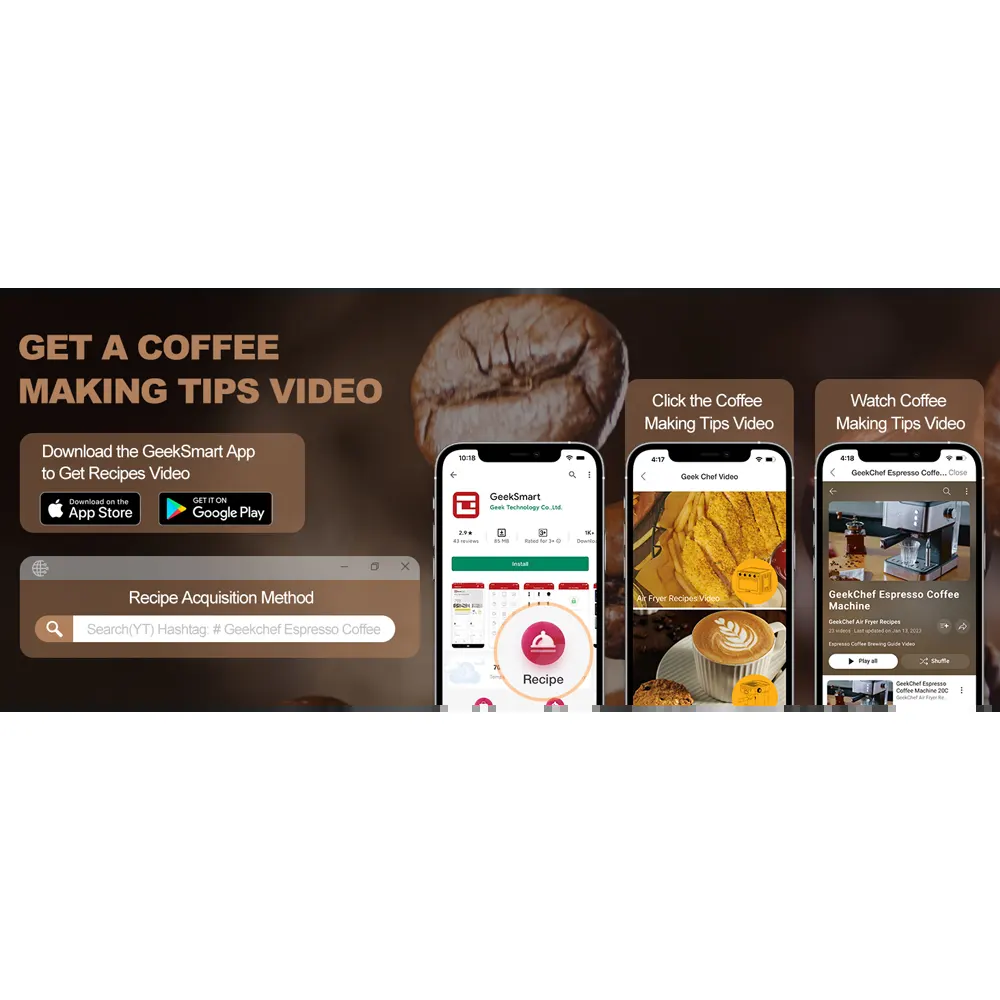 GET A COFFEE
MAKING TIPS VIDEO
Download the GeekSmart App
to Get Recipes Video
Download on the
App Store
GET IT ON
Google Play
Recipe Acquisition Method
Search(YT) Hashtag: # Geekchef Espresso Coffee
10:18
GeekSmart
Geek Technology Co.,Ltd.
2.9★
43 reviews
85 MB
3+
Rated for 3+
1K+
Downlo
Install
Recipe
Click the Coffee
Making Tips Video
4:17
Geek Chef Video
Air Fryer Recipes Video
Watch Coffee
Making Tips Video
4:18
GeekChef Espresso Coffe... Close
GeekChef Espresso Coffee
Machine
GeekChef Air Fryer Recipes
23 videos Last updated on Jan 13, 2023
Espresso Coffee Brewing Guide Video
Play all
Shuffle
GeekChef Espresso
Coffee Machine 20C
GeekChef Air Fryer Re..